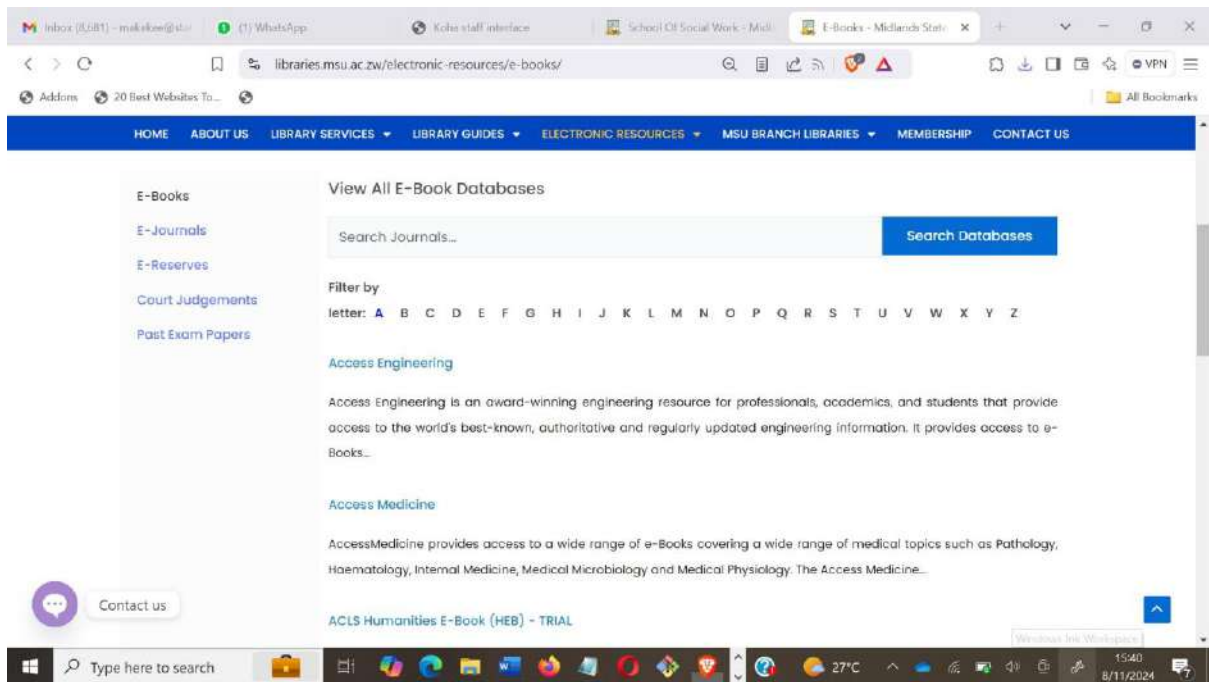 Inbox (8,681) - makekee@sta
(1) WhatsApp
Koha staff interface
School Of Social Work - Midl
E-Books - Midlands State
libraries.msu.ac.zw/electronic-resources/e-books/
VPN
Addons
20 Best Websites To...
All Bookmarks
HOME ABOUT US LIBRARY SERVICES LIBRARY GUIDES ELECTRONIC RESOURCES MSU BRANCH LIBRARIES MEMBERSHIP CONTACT US
E-Books
E-Journals
E-Reserves
Court Judgements
Past Exam Papers
View All E-Book Databases
Search Journals...
Search Databases
Filter by
letter: A B C D E F G H I J K L M N O P Q R S T U V W X Y Z
Access Engineering
Access Engineering is an award-winning engineering resource for professionals, academics, and students that provide
access to the world's best-known, authoritative and regularly updated engineering information. It provides access to e-
Books...
Access Medicine
AccessMedicine provides access to a wide range of e-Books covering a wide range of medical topics such as Pathology,
Haematology, Internal Medicine, Medical Microbiology and Medical Physiology. The Access Medicine...
ACLS Humanities E-Book (HEB) - TRIAL
Contact us
Windows Ink Workspace
Type here to search
27°C
15:40
8/11/2024